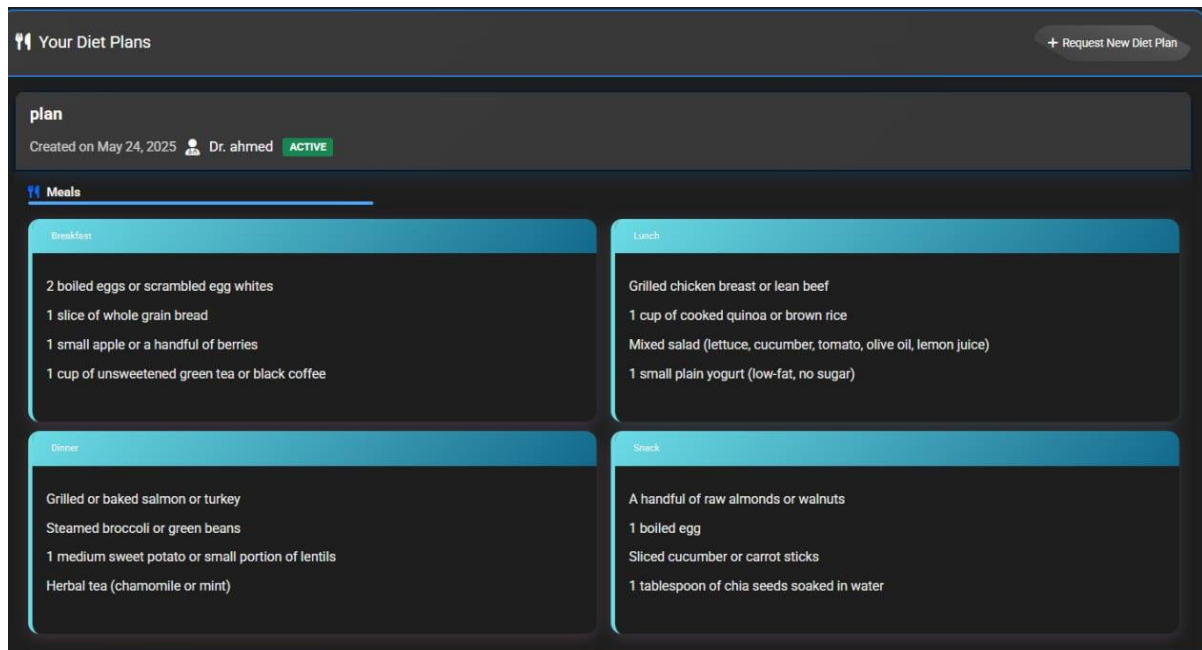 Your Diet Plans
+ Request New Diet Plan
plan
Created on May 24, 2025 Dr. ahmed ACTIVE
Meals
Breakfast
2 boiled eggs or scrambled egg whites
1 slice of whole grain bread
1 small apple or a handful of berries
1 cup of unsweetened green tea or black coffee
Lunch
Grilled chicken breast or lean beef
1 cup of cooked quinoa or brown rice
Mixed salad (lettuce, cucumber, tomato, olive oil, lemon juice)
1 small plain yogurt (low-fat, no sugar)
Dinner
Grilled or baked salmon or turkey
Steamed broccoli or green beans
1 medium sweet potato or small portion of lentils
Herbal tea (chamomile or mint)
Snack
A handful of raw almonds or walnuts
1 boiled egg
Sliced cucumber or carrot sticks
1 tablespoon of chia seeds soaked in water